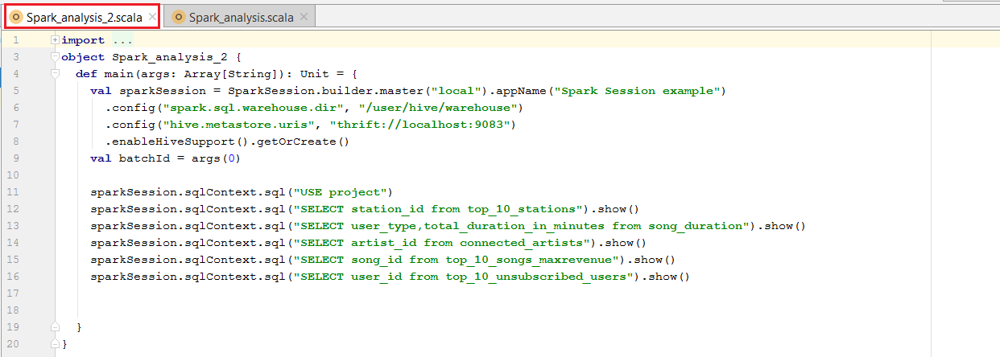 Spark_analysis_2.scala Spark_analysis.scala
1 import ...
3 object Spark_analysis_2 {
4 def main(args: Array[String]): Unit = {
5 val sparkSession = SparkSession.builder.master("local").appName("Spark Session example")
6 .config("spark.sql.warehouse.dir", "/user/hive/warehouse")
7 .config("hive.metastore.uris", "thrift://localhost:9083")
8 .enableHiveSupport().getOrCreate()
9 val batchId = args(0)
10
11 sparkSession.sqlContext.sql("USE project")
12 sparkSession.sqlContext.sql("SELECT station_id from top_10_stations").show()
13 sparkSession.sqlContext.sql("SELECT user_type,total_duration_in_minutes from song_duration").show()
14 sparkSession.sqlContext.sql("SELECT artist_id from connected_artists").show()
15 sparkSession.sqlContext.sql("SELECT song_id from top_10_songs_maxrevenue").show()
16 sparkSession.sqlContext.sql("SELECT user_id from top_10_unsubscribed_users").show()
17
18
19 }
20 }